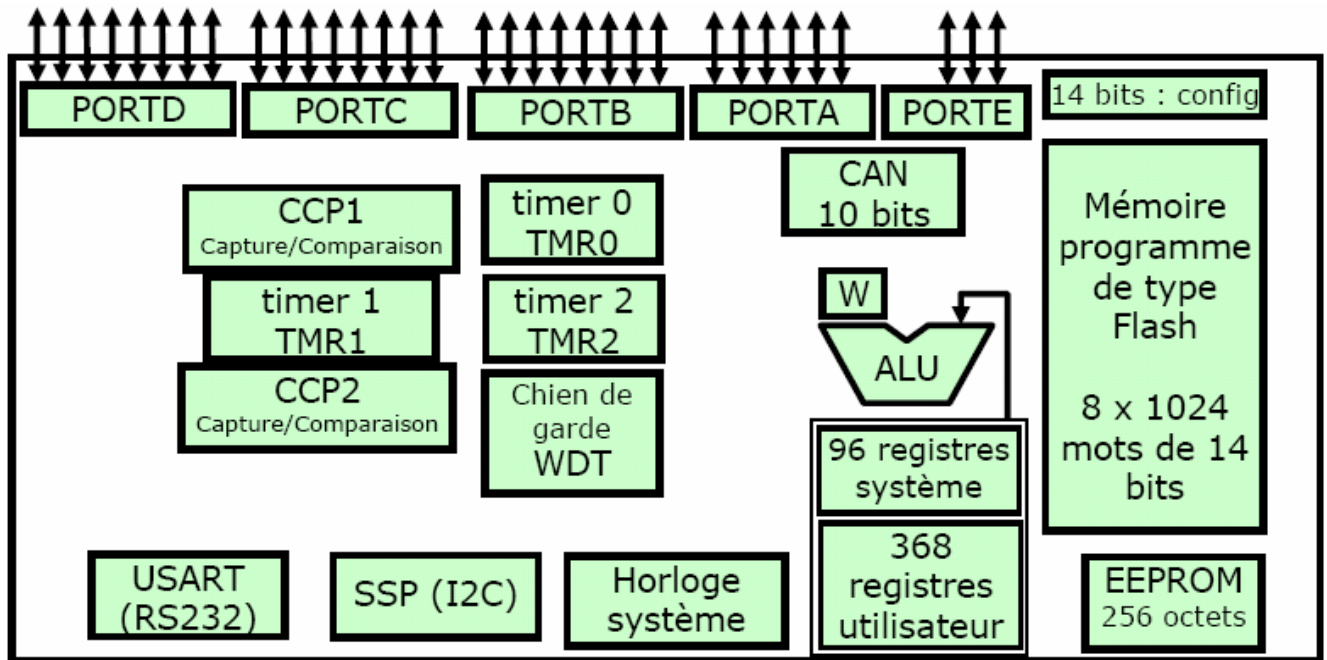 PORTD
PORTC
PORTB
PORTA
PORTE
14 bits : config
CAN
10 bits
CCP1
Capture/Comparaison
timer 0
TMR0
timer 1
TMR1
timer 2
TMR2
CCP2
Capture/Comparaison
Chien de
garde
WDT
W
ALU
96 registres
système
368
registres
utilisateur
Mémoire
programme
de type
Flash
8 x 1024
mots de 14
bits
USART
(RS232)
SSP (I2C)
Horloge
système
EEPROM
256 octets